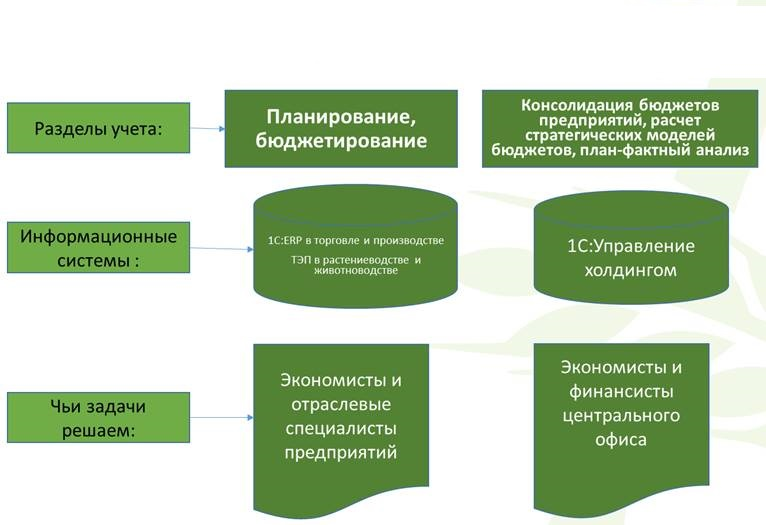 Разделы учета:
Планирование,
бюджетирование
Консолидация бюджетов
предприятий, расчет
стратегических моделей
бюджетов, план-фактный анализ
Информационные
системы :
1С:ERP в торговле и производстве
ТЭП в растениеводстве и
животноводстве
1С:Управление
холдингом
Чьи задачи
решаем:
Экономисты и
отраслевые
специалисты
предприятий
Экономисты и
финансисты
центрального
офиса